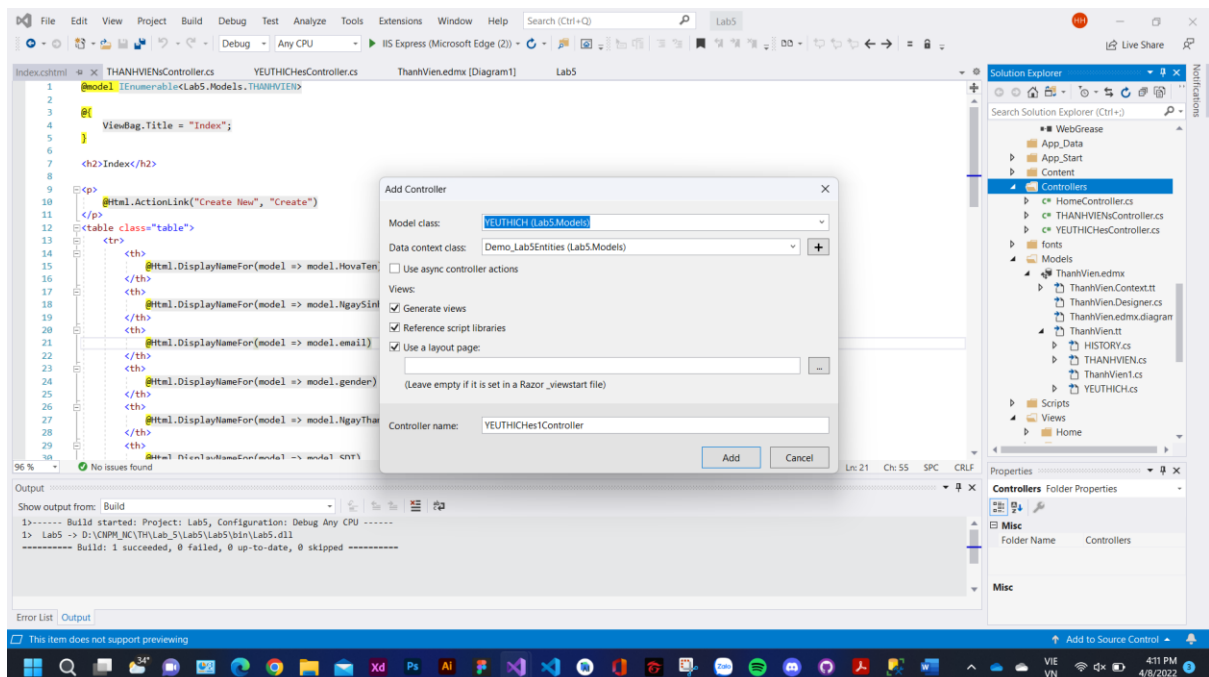 File Edit View Project Build Debug Test Analyze Tools Extensions Window Help Search (Ctrl+Q) Lab5 HH
Debug Any CPU IIS Express (Microsoft Edge (2)) Live Share
Index.cshtml THANHVIENsController.cs YEUTHICHesController.cs ThanhVien.edmx [Diagram1] Lab5
1 @model IEnumerable<Lab5.Models.THANHVIEN>
2
3 @{
4 ViewBag.Title = "Index";
5 }
6
7 <h2>Index</h2>
8
9 <p>
10 @Html.ActionLink("Create New", "Create")
11 </p>
12 <table class="table">
13 <tr>
14 <th>
15 @Html.DisplayNameFor(model => model.HovaTen)
16 </th>
17 <th>
18 @Html.DisplayNameFor(model => model.NgaySinh
19 </th>
20 <th>
21 @Html.DisplayNameFor(model => model.email)
22 </th>
23 <th>
24 @Html.DisplayNameFor(model => model.gender)
25 </th>
26 <th>
27 @Html.DisplayNameFor(model => model.NgayTha
28 </th>
29 <th>
30 @Html.DisplayNameFor(model => model.SDT)
96 % No issues found Ln: 21 Ch: 55 SPC CRLF
Add Controller
Model class: YEUTHICH (Lab5.Models)
Data context class: Demo_Lab5Entities (Lab5.Models)
Use async controller actions
Views:
Generate views
Reference script libraries
Use a layout page:
...
(Leave empty if it is set in a Razor _viewstart file)
Controller name: YEUTHICHes1Controller
Add Cancel
Output
Show output from: Build
1>------ Build started: Project: Lab5, Configuration: Debug Any CPU ------
1> Lab5 -> D:\CNPM_NC\TH\Lab_5\Lab5\Lab5\bin\Lab5.dll
========== Build: 1 succeeded, 0 failed, 0 up-to-date, 0 skipped ==========
Error List Output
Solution Explorer
Search Solution Explorer (Ctrl+;)
WebGrease
App_Data
App_Start
Content
Controllers
C# HomeController.cs
C# THANHVIENsController.cs
C# YEUTHICHesController.cs
fonts
Models
ThanhVien.edmx
ThanhVien.Context.tt
ThanhVien.Designer.cs
ThanhVien.edmx.diagram
ThanhVien.tt
HISTORY.cs
THANHVIEN.cs
ThanhVien1.cs
YEUTHICH.cs
Scripts
Views
Home
Notifications
Properties
Controllers Folder Properties
Misc
Folder Name Controllers
Misc
This item does not support previewing Add to Source Control
34° Xd Ps Ai Zalo W VIE VN 4:11 PM 4/8/2022 3